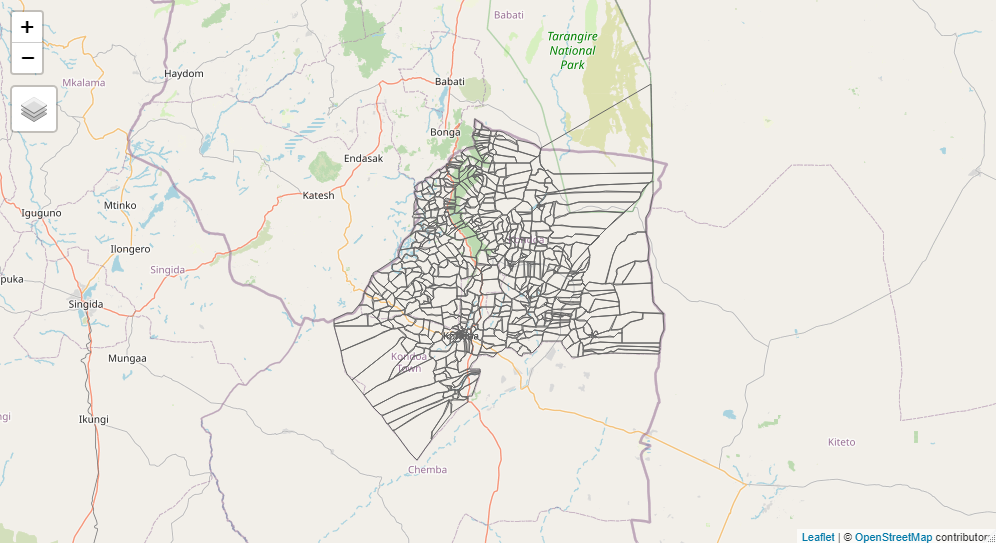 +
Babati
−
Tarangire
National
Park
Haydom
Mkalama
Babati
Bonga
Endasak
Katesh
Mtinko
Iguguno
Ilongero
Singida
puka
Singida
Mungaa
Kondoa
Town
Ikungi
Kiteto
Chemba
Leaflet | © OpenStreetMap contributor